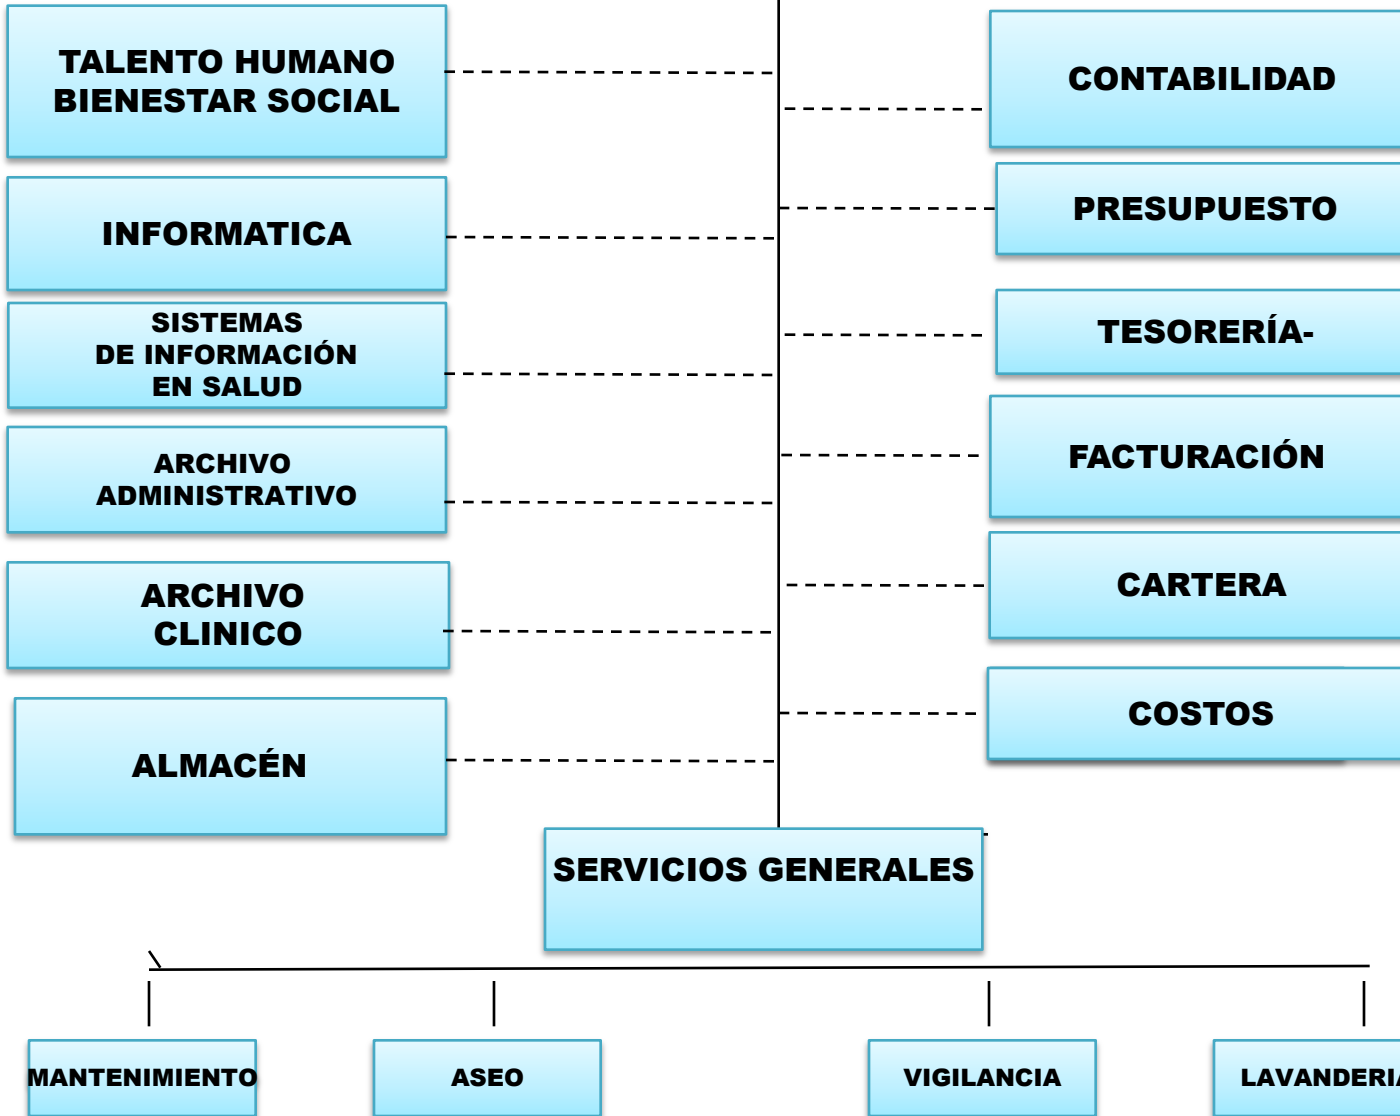 TALENTO HUMANO
BIENESTAR SOCIAL
INFORMATICA
SISTEMAS
DE INFORMACIÓN
EN SALUD
ARCHIVO
ADMINISTRATIVO
ARCHIVO
CLINICO
ALMACÉN
CONTABILIDAD
PRESUPUESTO
TESORERÍA-
FACTURACIÓN
CARTERA
COSTOS
SERVICIOS GENERALES
MANTENIMIENTO
ASEO
VIGILANCIA
LAVANDERIA